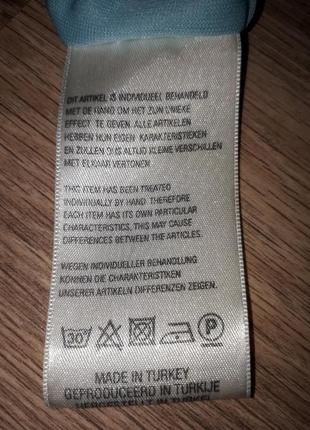 DIT ARTIKEL IS INDIVIDUEEL BEHANDELD
MET DE HAND OM HET ZIJN UNIEKE
EFFECT TE GEVEN. ALLE ARTIKELEN
HEBBEN HUN EIGEN KARAKTERISTIEKEN
EN ZULLEN DUS ALTIJD KLEINE VERSCHILLEN
MET ELKAAR VERTONEN.
THIS ITEM HAS BEEN TREATED
INDIVIDUALLY BY HAND. THEREFORE
EACH ITEM HAS ITS OWN PARTICULAR
CHARACTERISTICS. THIS MAY CAUSE
DIFFERENCES BETWEEN THE ARTICLES.
WEGEN INDIVIDUELLER BEHANDLUNG
KÖNNEN DIE CHARAKTERISTIKEN
UNSERER ARTIKELN DIFFERENZEN ZEIGEN.
30° P
MADE IN TURKEY
GEPRODUCEERD IN TURKIJE
HERGESTELLT IN TURKEI